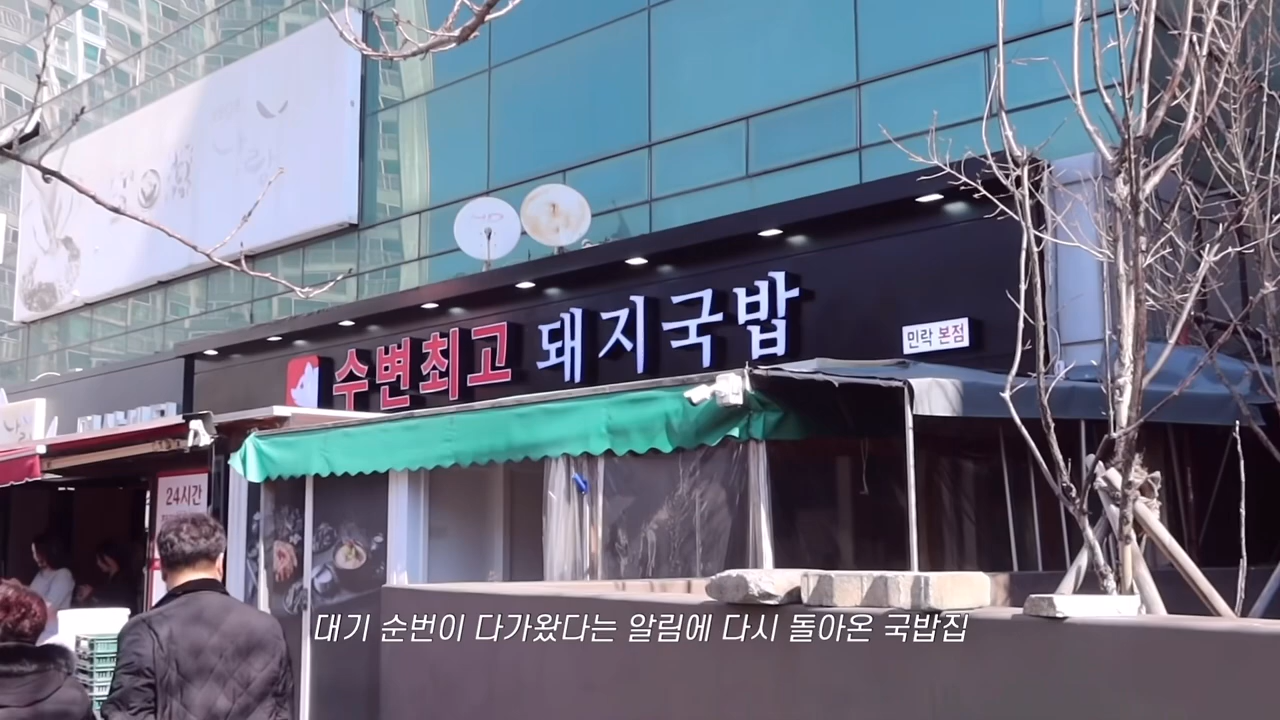 수변최고 돼지국밥
민락 본점
24시간
대기 순번이 다가왔다는 알림에 다시 돌아온 국밥집